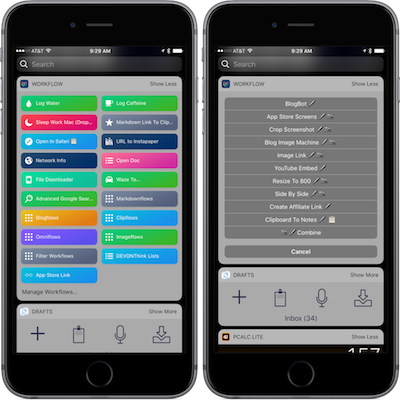 AT&T 9:29 AM
Search
WORKFLOW Show Less
Log Water Log Caffeine
Sleep Work Mac (Drop... Markdown Link To Clip...
Open In Safari URL to Instapaper
Network Info Open Doc
File Downloader Waze To...
Advanced Google Sear... Markdownflows
Blogflows Clipflows
Omniflows Imageflows
Filter Workflows DEVONThink Lists
App Store Link
Manage Workflows...
DRAFTS Show More
AT&T 9:29 AM
Search
WORKFLOW Show Less
BlogBot
App Store Screens
Crop Screenshot
Blog Image Machine
Image Link
YouTube Embed
Resize To 800
Side By Side
Create Affiliate Link
Clipboard To Notes
Combine
Cancel
DRAFTS Show More
Inbox (34)
PCALC LITE Show Less
157